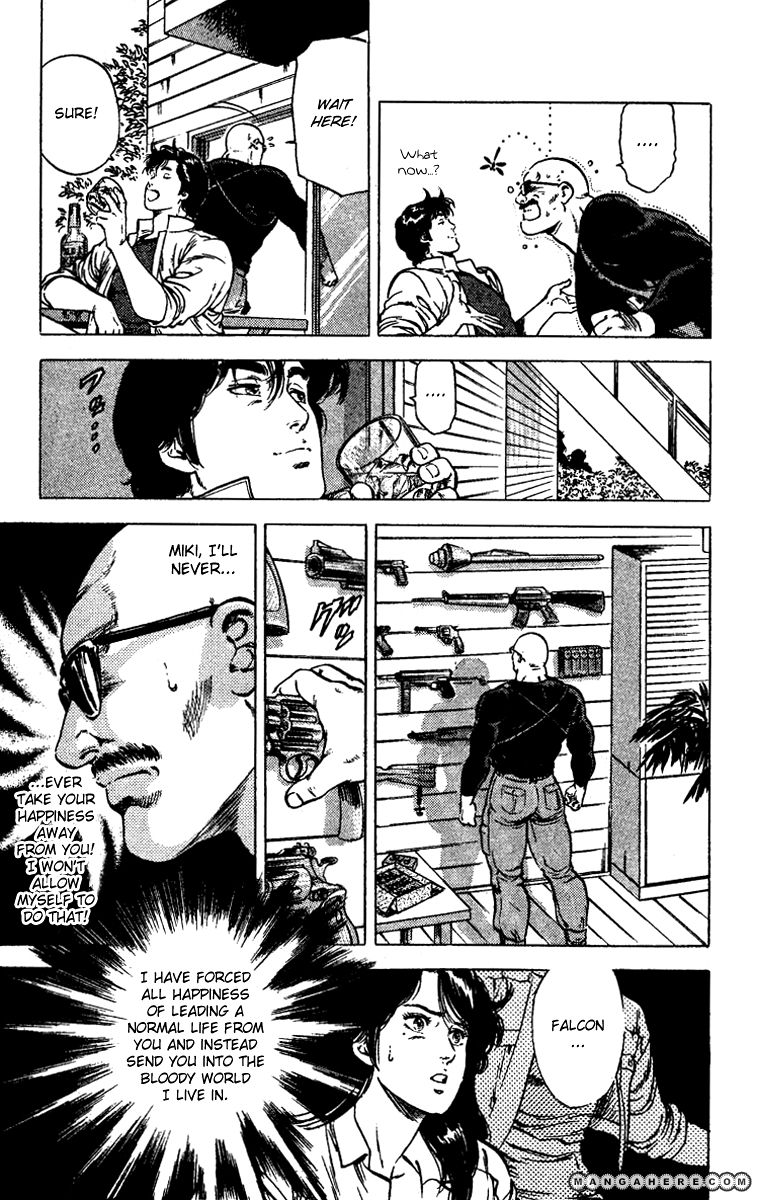 ....
What
now...?
WAIT
HERE!
SURE!
....
MIKI, I'LL
NEVER...
...EVER
TAKE YOUR
HAPPINESS
AWAY
FROM YOU!
I WON'T
ALLOW
MYSELF TO
DO THAT!
FALCON
...
I HAVE FORCED
ALL HAPPINESS
OF LEADING A
NORMAL LIFE FROM
YOU AND INSTEAD
SEND YOU INTO THE
BLOODY WORLD
I LIVE IN.
MANGAHERE.COM